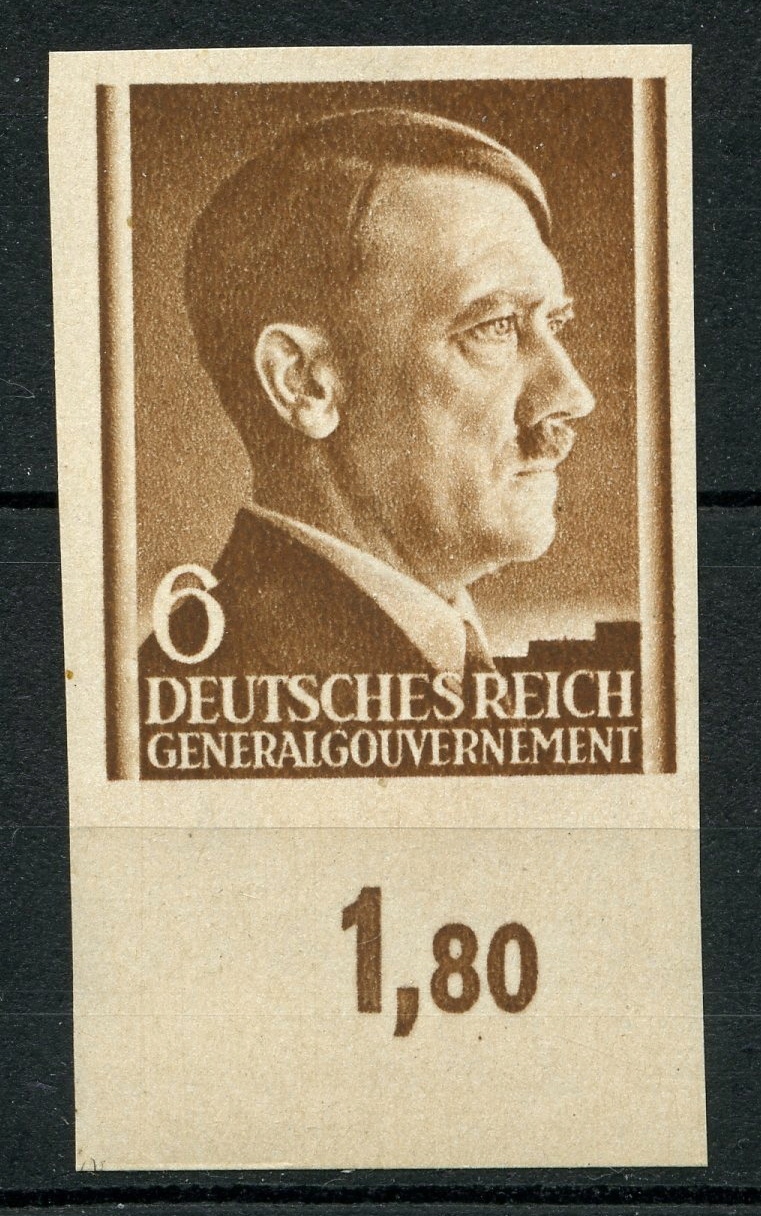 6
DEUTSCHES REICH
GENERALGOUVERNEMENT
1,80